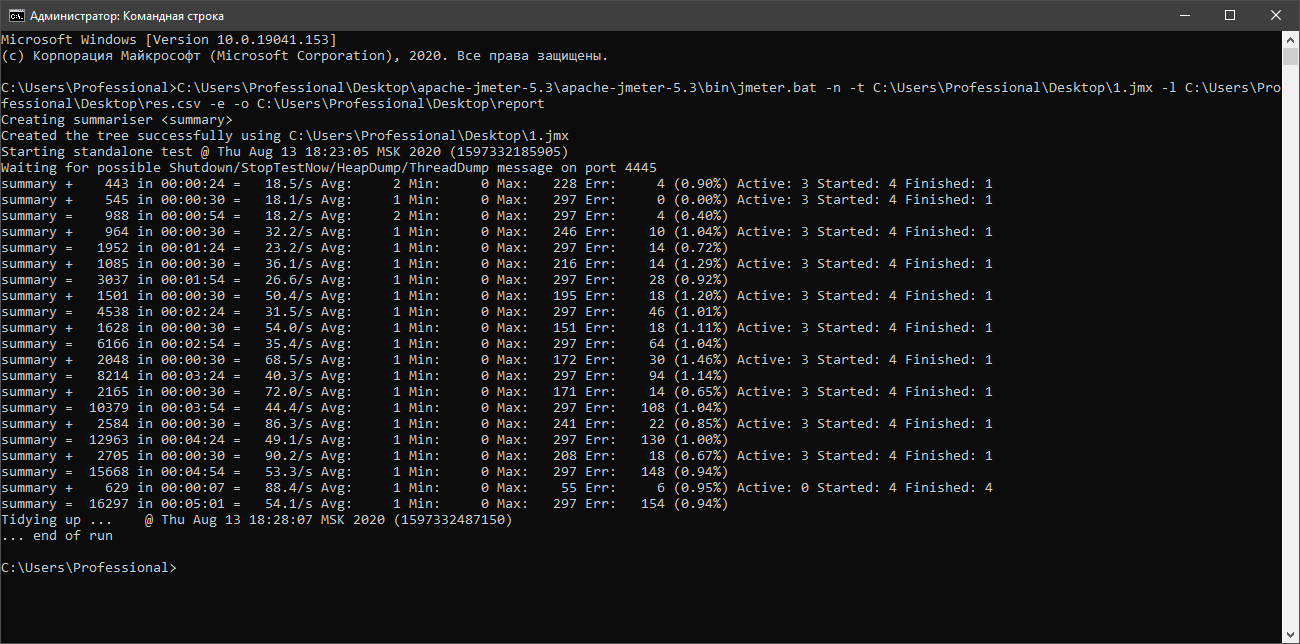 Администратор: Командная строка
Microsoft Windows [Version 10.0.19041.153]
(c) Корпорация Майкрософт (Microsoft Corporation), 2020. Все права защищены.
C:\Users\Professional>C:\Users\Professional\Desktop\apache-jmeter-5.3\apache-jmeter-5.3\bin\jmeter.bat -n -t C:\Users\Professional\Desktop\1.jmx -l C:\Users\Pro
fessional\Desktop\res.csv -e -o C:\Users\Professional\Desktop\report
Creating summariser <summary>
Created the tree successfully using C:\Users\Professional\Desktop\1.jmx
Starting standalone test @ Thu Aug 13 18:23:05 MSK 2020 (1597332185905)
Waiting for possible Shutdown/StopTestNow/HeapDump/ThreadDump message on port 4445
summary +    443 in 00:00:24 =   18.5/s Avg:     2 Min:     0 Max:   228 Err:     4 (0.90%) Active: 3 Started: 4 Finished: 1
summary +    545 in 00:00:30 =   18.1/s Avg:     1 Min:     0 Max:   297 Err:     0 (0.00%) Active: 3 Started: 4 Finished: 1
summary =    988 in 00:00:54 =   18.2/s Avg:     2 Min:     0 Max:   297 Err:     4 (0.40%)
summary +    964 in 00:00:30 =   32.2/s Avg:     1 Min:     0 Max:   246 Err:    10 (1.04%) Active: 3 Started: 4 Finished: 1
summary =   1952 in 00:01:24 =   23.2/s Avg:     1 Min:     0 Max:   297 Err:    14 (0.72%)
summary +   1085 in 00:00:30 =   36.1/s Avg:     1 Min:     0 Max:   216 Err:    14 (1.29%) Active: 3 Started: 4 Finished: 1
summary =   3037 in 00:01:54 =   26.6/s Avg:     1 Min:     0 Max:   297 Err:    28 (0.92%)
summary +   1501 in 00:00:30 =   50.4/s Avg:     1 Min:     0 Max:   195 Err:    18 (1.20%) Active: 3 Started: 4 Finished: 1
summary =   4538 in 00:02:24 =   31.5/s Avg:     1 Min:     0 Max:   297 Err:    46 (1.01%)
summary +   1628 in 00:00:30 =   54.0/s Avg:     1 Min:     0 Max:   151 Err:    18 (1.11%) Active: 3 Started: 4 Finished: 1
summary =   6166 in 00:02:54 =   35.4/s Avg:     1 Min:     0 Max:   297 Err:    64 (1.04%)
summary +   2048 in 00:00:30 =   68.5/s Avg:     1 Min:     0 Max:   172 Err:    30 (1.46%) Active: 3 Started: 4 Finished: 1
summary =   8214 in 00:03:24 =   40.3/s Avg:     1 Min:     0 Max:   297 Err:    94 (1.14%)
summary +   2165 in 00:00:30 =   72.0/s Avg:     1 Min:     0 Max:   171 Err:    14 (0.65%) Active: 3 Started: 4 Finished: 1
summary =  10379 in 00:03:54 =   44.4/s Avg:     1 Min:     0 Max:   297 Err:   108 (1.04%)
summary +   2584 in 00:00:30 =   86.3/s Avg:     1 Min:     0 Max:   241 Err:    22 (0.85%) Active: 3 Started: 4 Finished: 1
summary =  12963 in 00:04:24 =   49.1/s Avg:     1 Min:     0 Max:   297 Err:   130 (1.00%)
summary +   2705 in 00:00:30 =   90.2/s Avg:     1 Min:     0 Max:   208 Err:    18 (0.67%) Active: 3 Started: 4 Finished: 1
summary =  15668 in 00:04:54 =   53.3/s Avg:     1 Min:     0 Max:   297 Err:   148 (0.94%)
summary +    629 in 00:00:07 =   88.4/s Avg:     1 Min:     0 Max:    55 Err:     6 (0.95%) Active: 0 Started: 4 Finished: 4
summary =  16297 in 00:05:01 =   54.1/s Avg:     1 Min:     0 Max:   297 Err:   154 (0.94%)
Tidying up ...    @ Thu Aug 13 18:28:07 MSK 2020 (1597332487150)
... end of run
C:\Users\Professional>